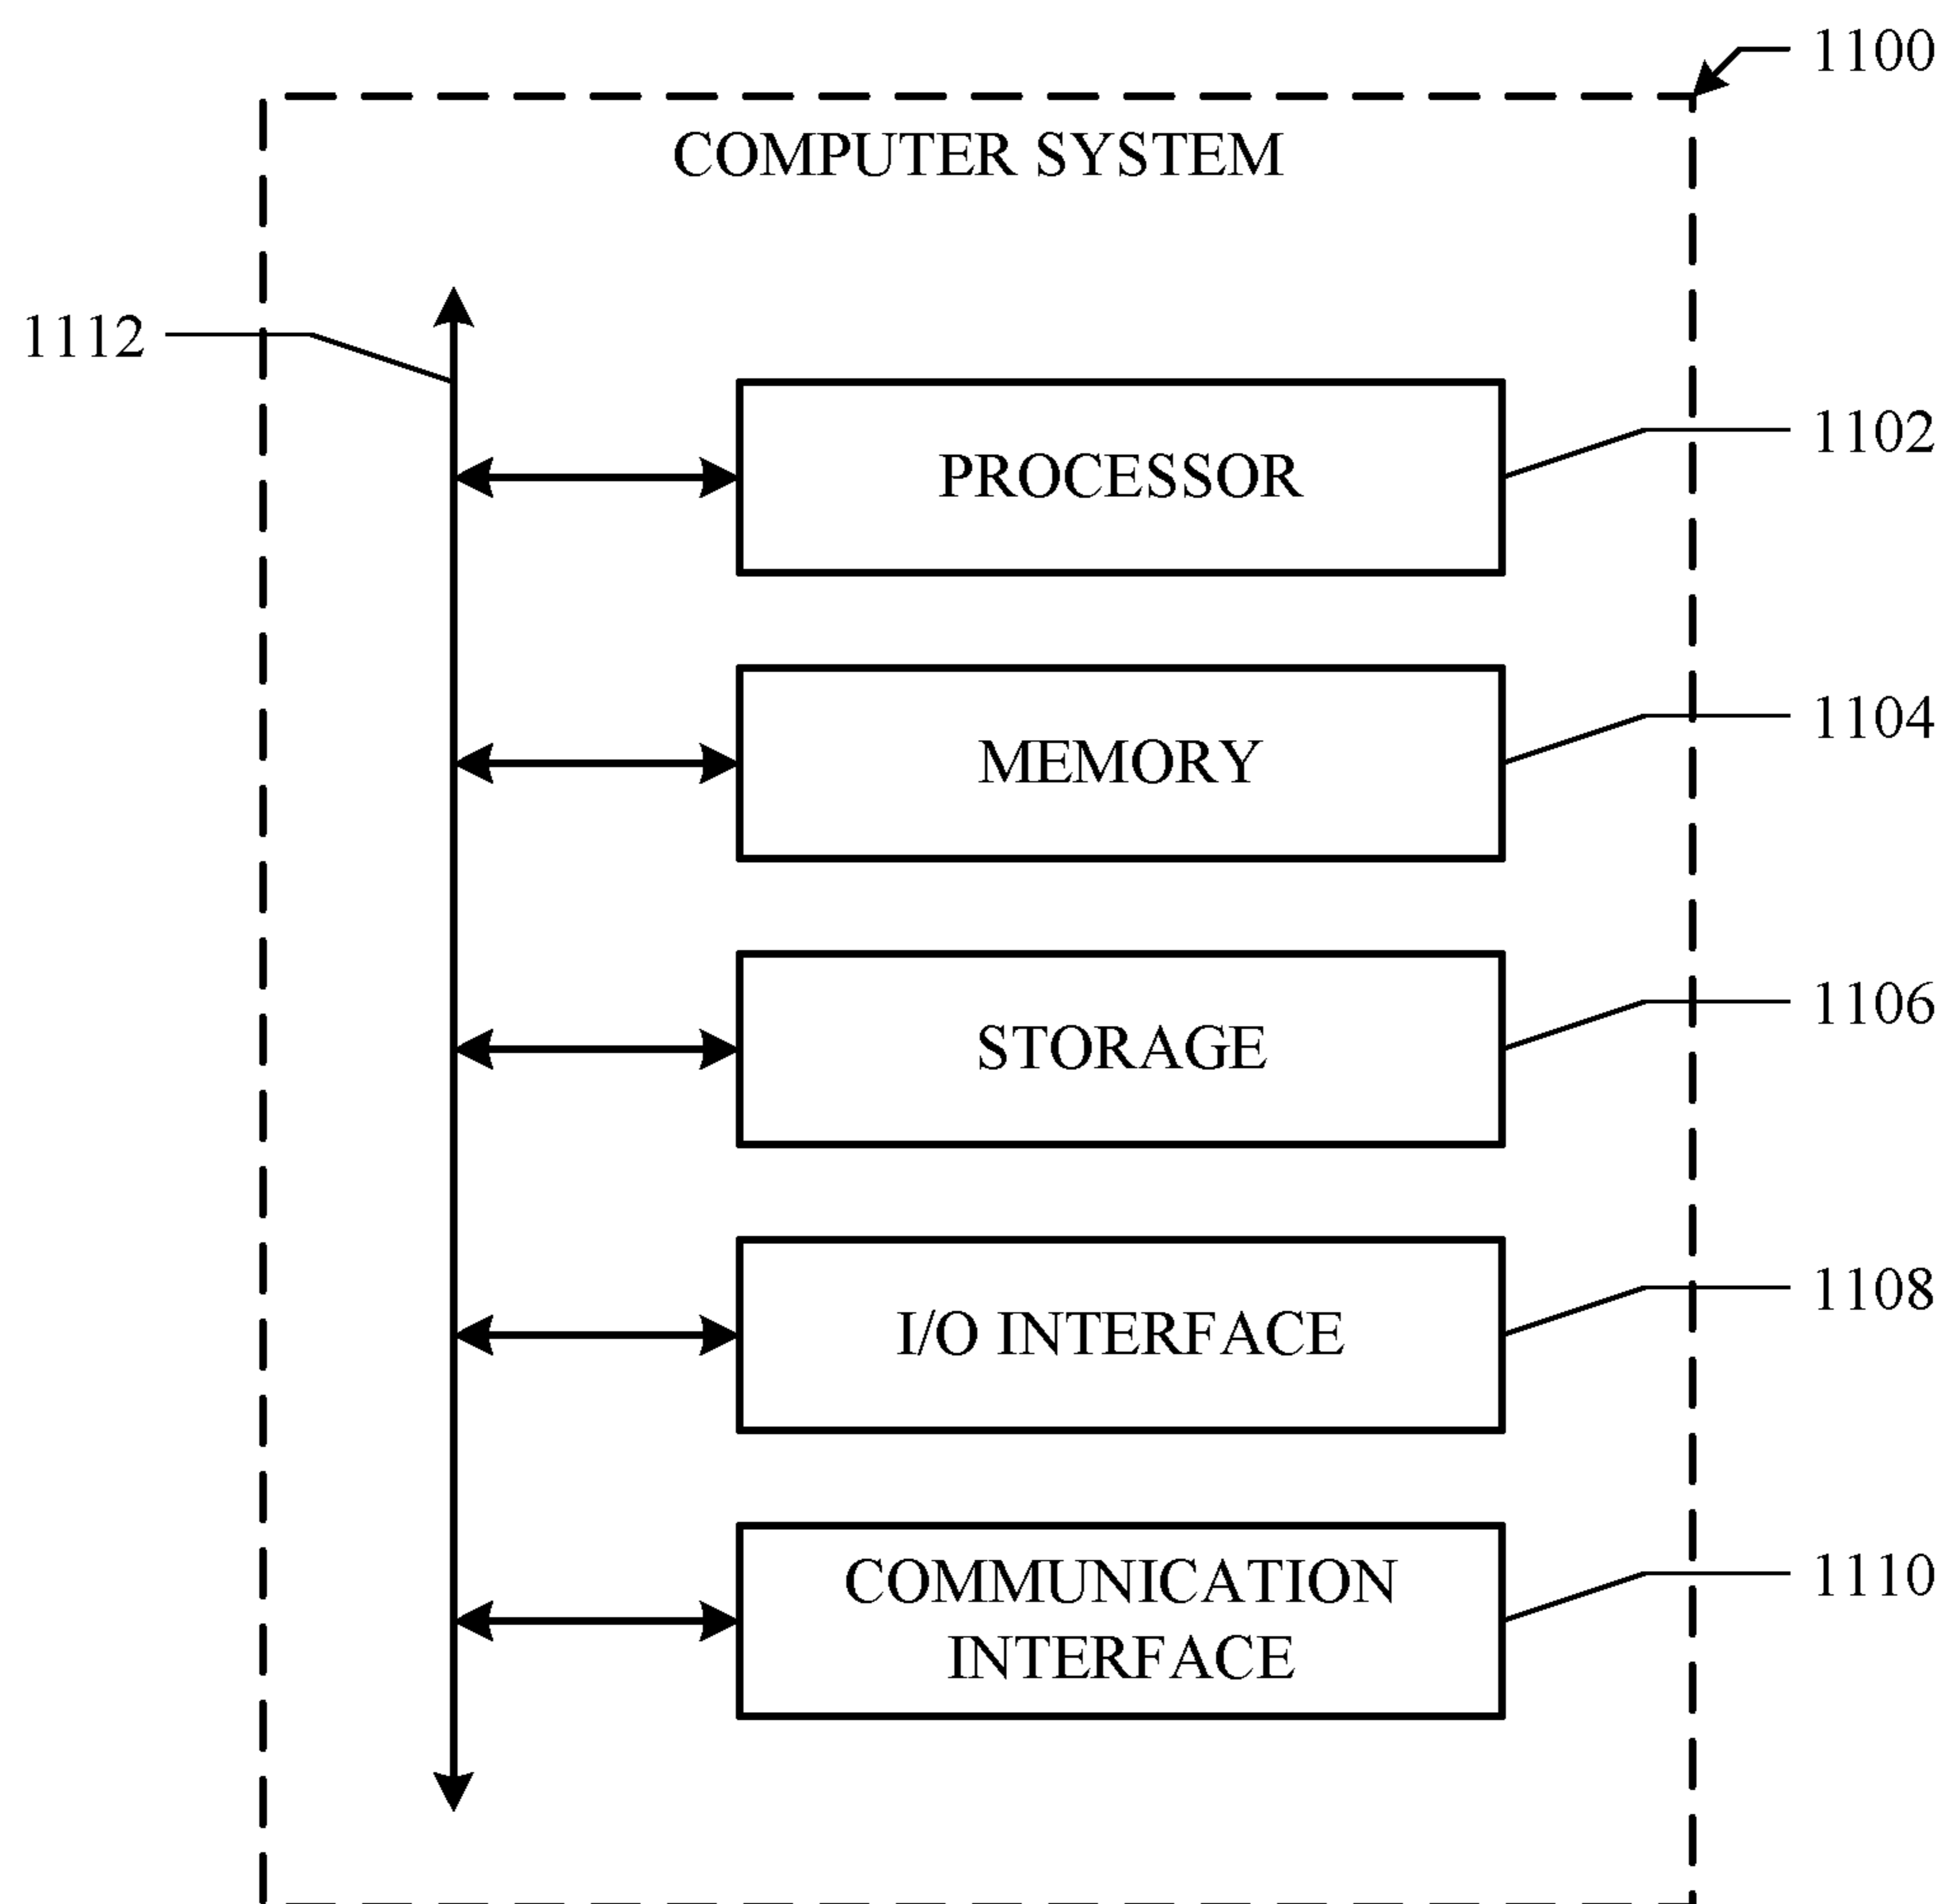 1100
COMPUTER SYSTEM
1112
PROCESSOR
1102
MEMORY
1104
STORAGE
1106
I/O INTERFACE
1108
COMMUNICATION
INTERFACE
1110